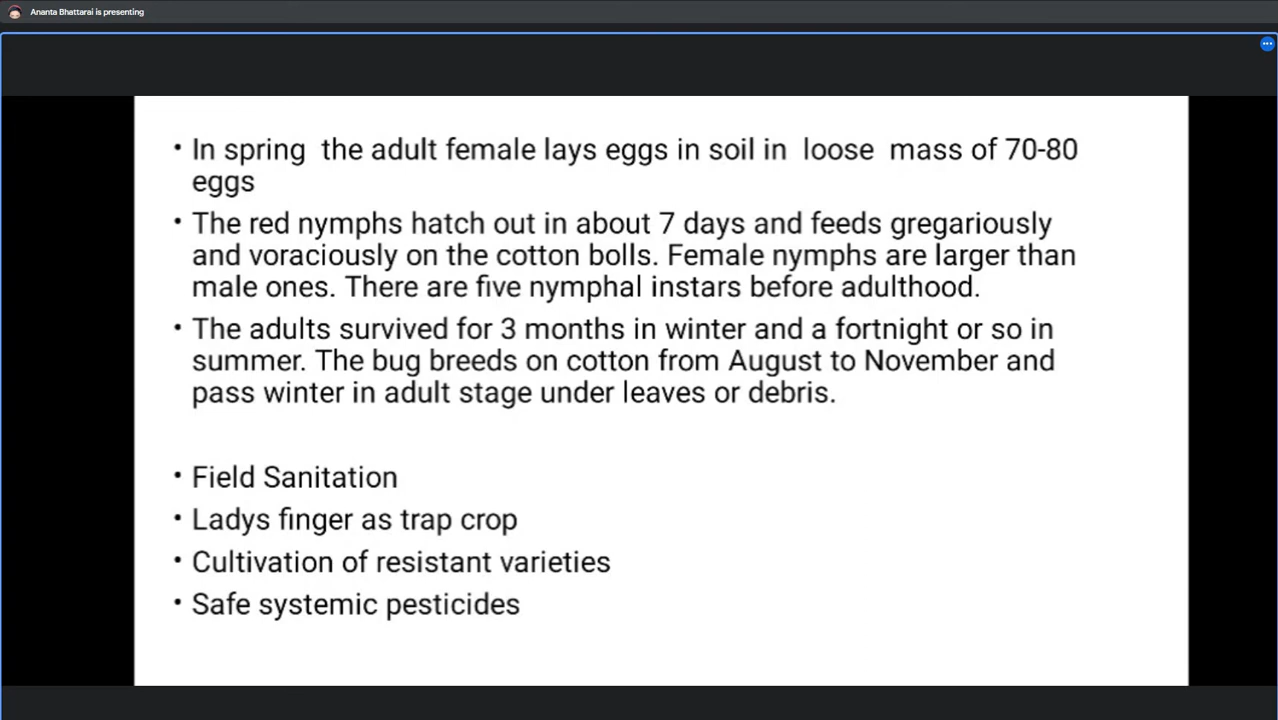 Ananta Bhattarai is presenting
• In spring the adult female lays eggs in soil in loose mass of 70-80
eggs
• The red nymphs hatch out in about 7 days and feeds gregariously
and voraciously on the cotton bolls. Female nymphs are larger than
male ones. There are five nymphal instars before adulthood.
• The adults survived for 3 months in winter and a fortnight or so in
summer. The bug breeds on cotton from August to November and
pass winter in adult stage under leaves or debris.
• Field Sanitation
• Ladys finger as trap crop
• Cultivation of resistant varieties
• Safe systemic pesticides